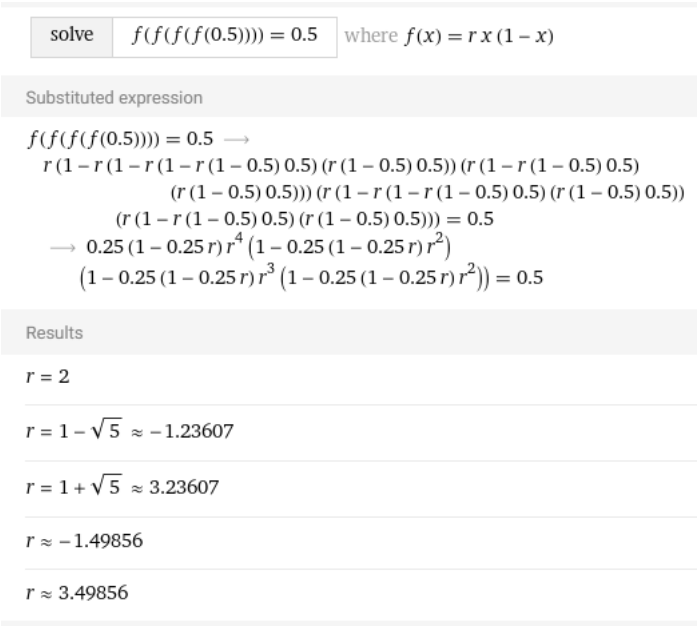 solve f(f(f(f(0.5)))) = 0.5 where f(x) = r x (1 − x)
Substituted expression
f(f(f(f(0.5)))) = 0.5 ⟶
r (1 − r (1 − r (1 − r (1 − 0.5) 0.5) (r (1 − 0.5) 0.5)) (r (1 − r (1 − 0.5) 0.5)
(r (1 − 0.5) 0.5))) (r (1 − r (1 − r (1 − 0.5) 0.5) (r (1 − 0.5) 0.5))
(r (1 − r (1 − 0.5) 0.5) (r (1 − 0.5) 0.5))) = 0.5
⟶ 0.25 (1 − 0.25 r) r⁴ (1 − 0.25 (1 − 0.25 r) r²)
(1 − 0.25 (1 − 0.25 r) r³ (1 − 0.25 (1 − 0.25 r) r²)) = 0.5
Results
r = 2
r = 1 − √5 ≈ −1.23607
r = 1 + √5 ≈ 3.23607
r ≈ −1.49856
r ≈ 3.49856